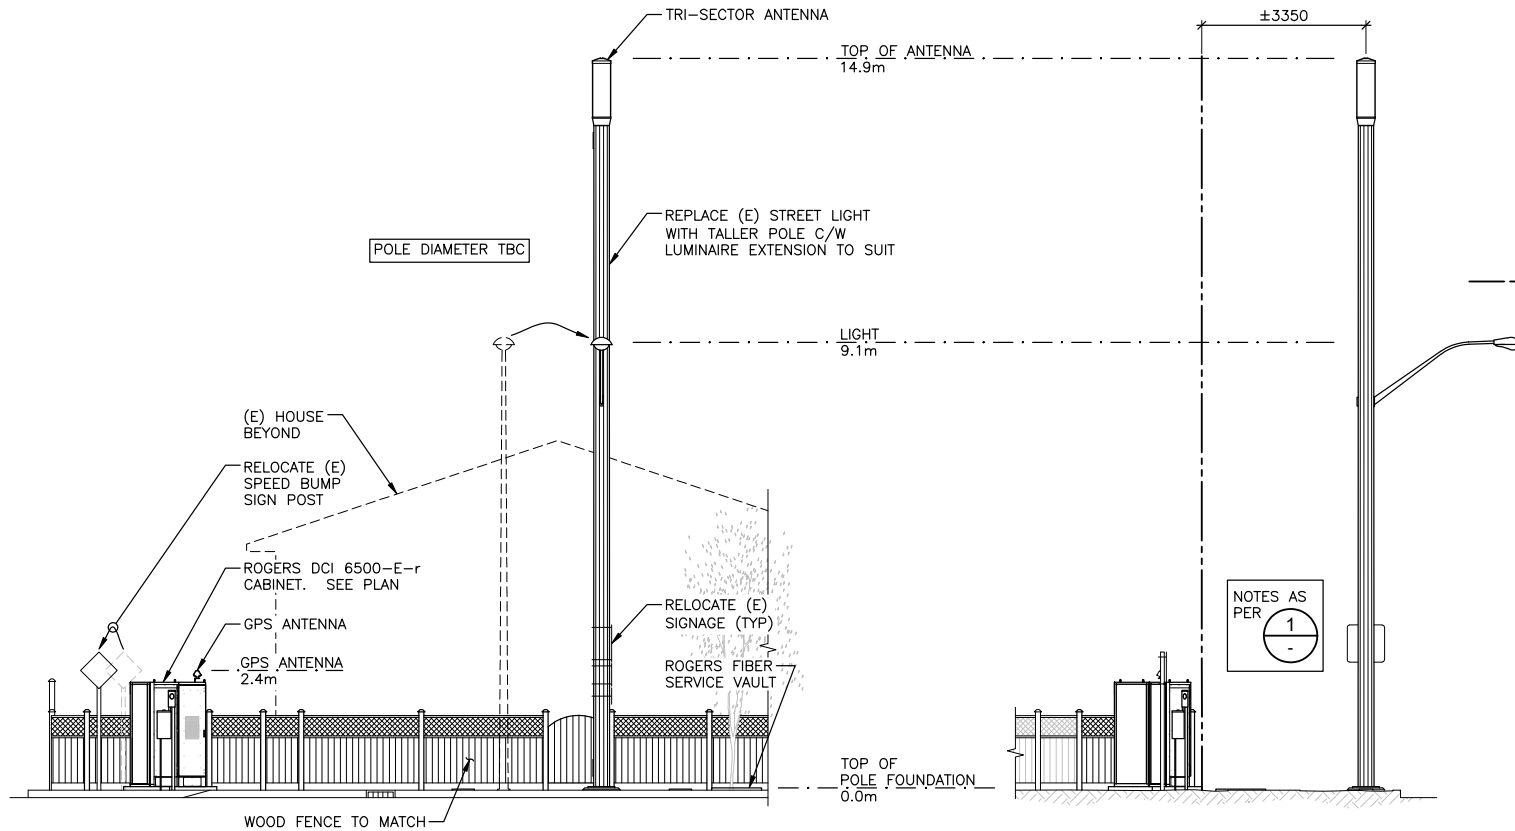 TRI-SECTOR ANTENNA
±3350
TOP OF ANTENNA
14.9m
REPLACE (E) STREET LIGHT
WITH TALLER POLE C/W
LUMINAIRE EXTENSION TO SUIT
POLE DIAMETER TBC
LIGHT
9.1m
(E) HOUSE
BEYOND
RELOCATE (E)
SPEED BUMP
SIGN POST
ROGERS DCI 6500-E-r
CABINET. SEE PLAN
GPS ANTENNA
GPS ANTENNA
2.4m
RELOCATE (E)
SIGNAGE (TYP)
ROGERS FIBER
SERVICE VAULT
NOTES AS
PER
1
-
TOP OF
POLE FOUNDATION
0.0m
WOOD FENCE TO MATCH